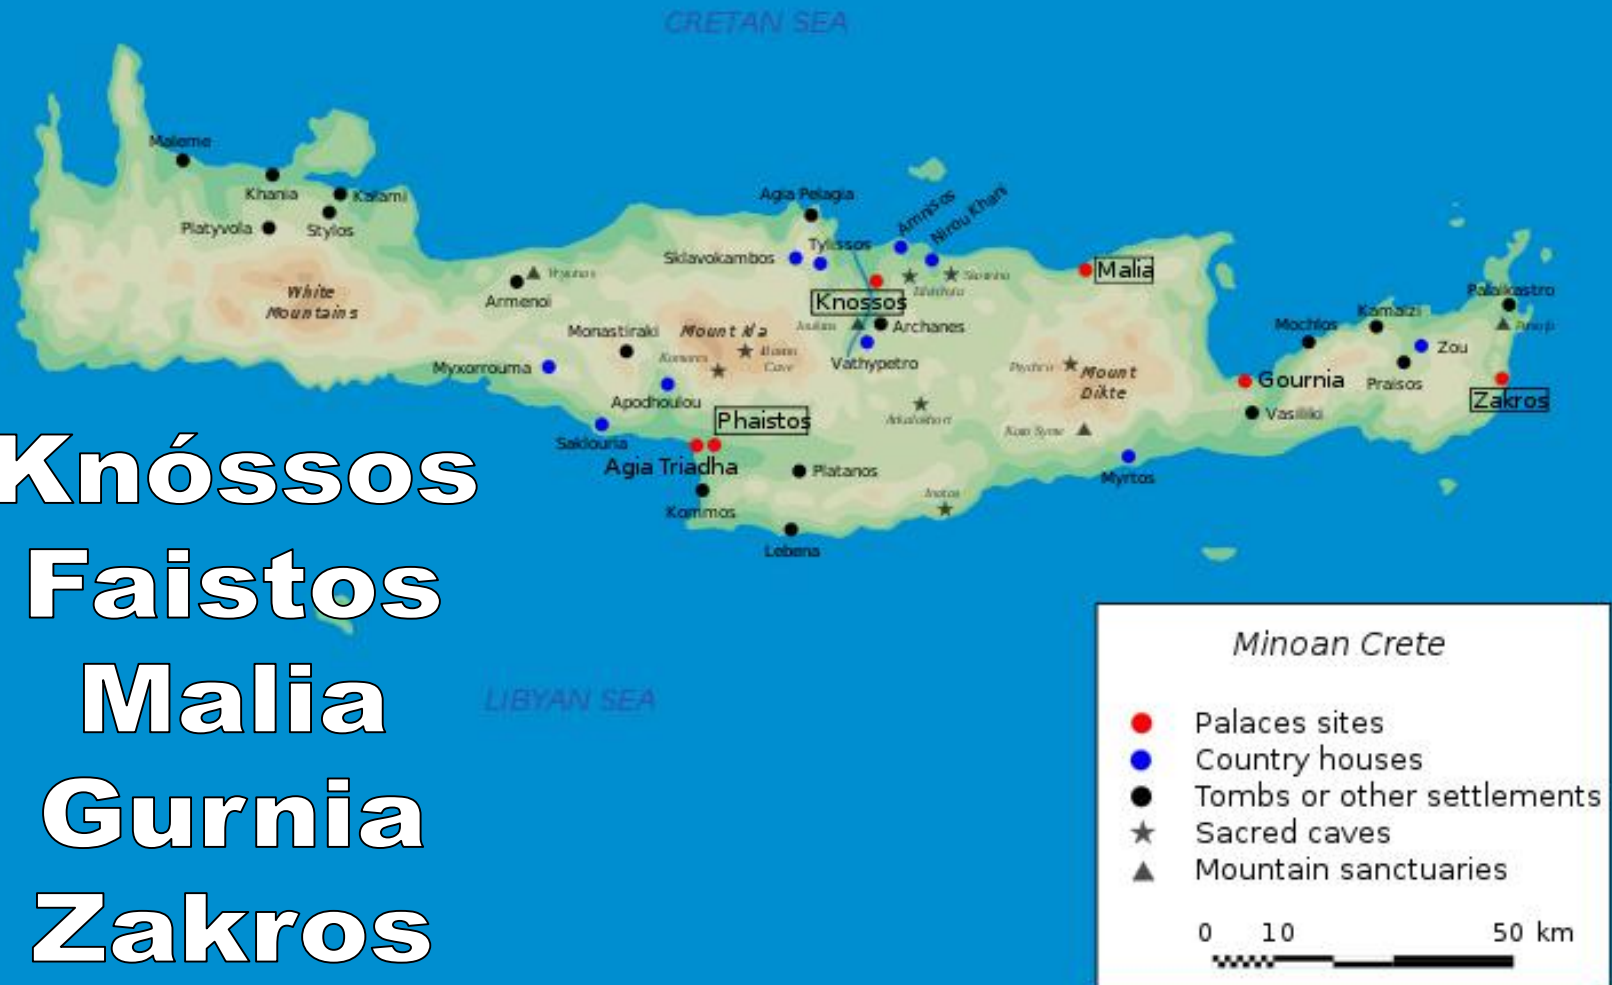 CRETAN SEA
Maleme
Khania
Kalami
Platyvola
Stylos
Agia Pelagia
Amnisos
Nirou Khani
Tylissos
Sklavokambos
Malia
White
Mountains
Armenoi
Knossos
Palaikastro
Monastiraki
Mount
Archanes
Kamaizi
Mochlos
Zou
Myxorrouma
Cave
Vathypetro
Mount
Dikte
Gournia
Praisos
Zakros
Apodhoulou
Phaistos
Vasiliki
Saklouria
Agia Triadha
Platanos
Myrtos
Kommos
Lebena
Knóssos
Faistos
Malia
Gurnia
Zakros
LIBYAN SEA
Minoan Crete
Palaces sites
Country houses
Tombs or other settlements
Sacred caves
Mountain sanctuaries
0 10 50 km